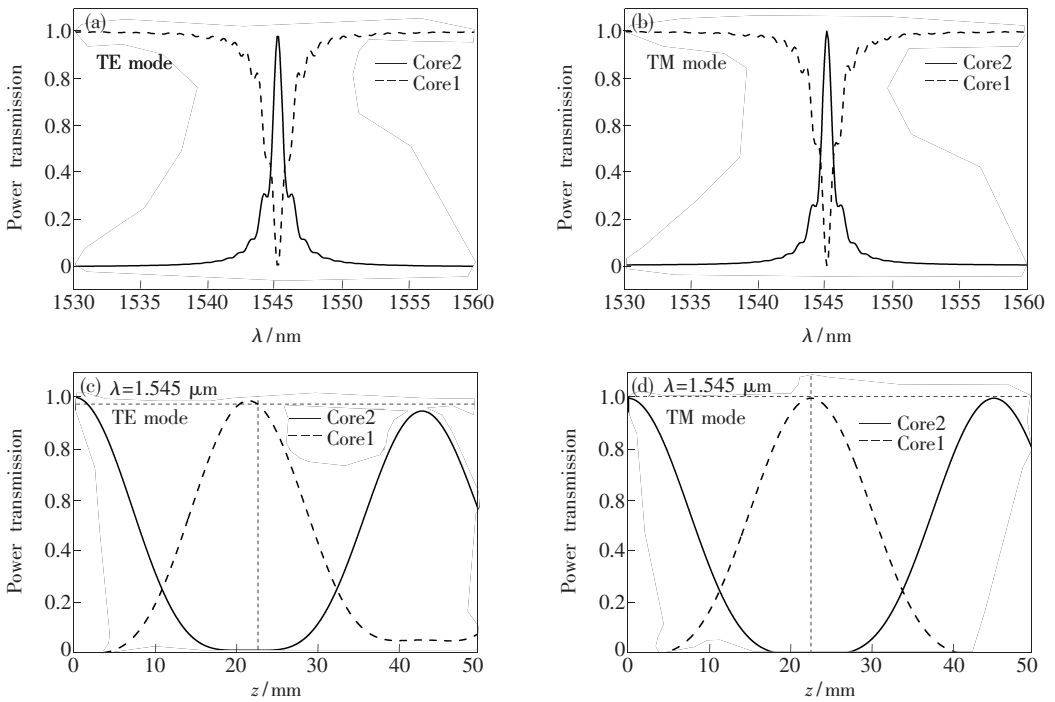 (a)
TE mode
Core2
Core1
Power transmission
1.0
0.8
0.8
0.4
0.2
0
1530 1535 1540 1545 1550 1555 1560
λ/nm
(b)
TM mode
Core2
Core1
Power transmission
1.0
0.8
0.8
0.4
0.2
0
1530 1535 1540 1545 1550 1555 1560
λ/nm
(c) λ=1.545 μm
TE mode
Core2
Core1
Power transmission
1.0
0.8
0.8
0.4
0.2
0
0 10 20 30 40 50
z/mm
(d) λ=1.545 μm
TM mode
Core2
Core1
Power transmission
1.0
0.8
0.8
0.4
0.2
0
0 10 20 30 40 50
z/mm